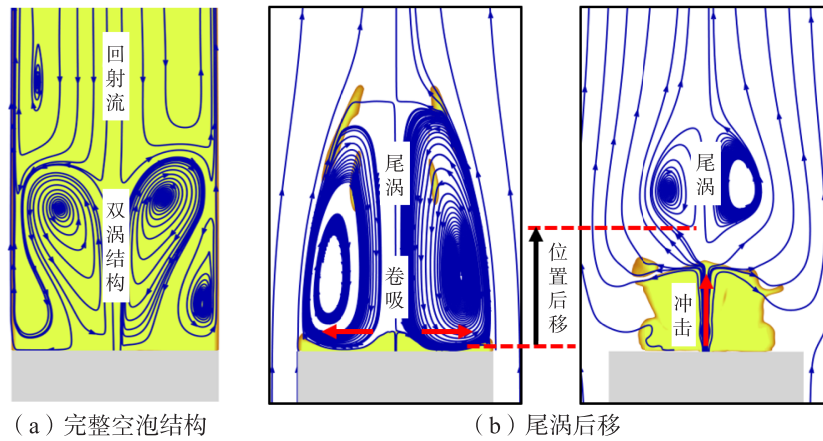 回射流
双涡结构
尾涡
卷吸
位置后移
尾涡
冲击
（a）完整空泡结构
（b）尾涡后移